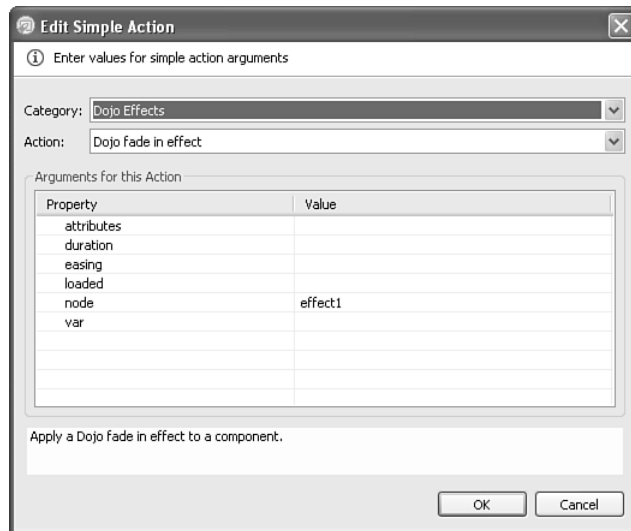 Edit Simple Action
Enter values for simple action arguments
Category: Dojo Effects
Action: Dojo fade in effect
Arguments for this Action
Property Value
attributes
duration
easing
loaded
node effect1
var
Apply a Dojo fade in effect to a component.
OK Cancel